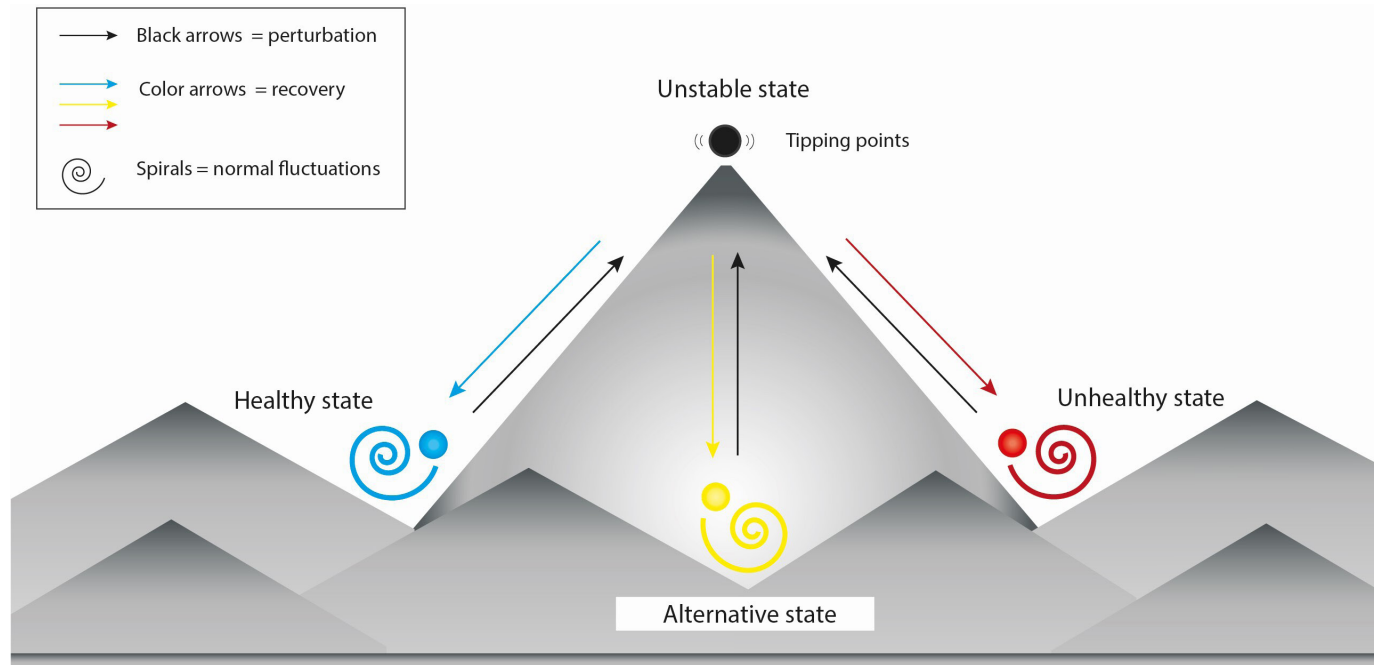 Black arrows = perturbation
Color arrows = recovery
Spirals = normal fluctuations
Unstable state
Tipping points
Healthy state
Unhealthy state
Alternative state